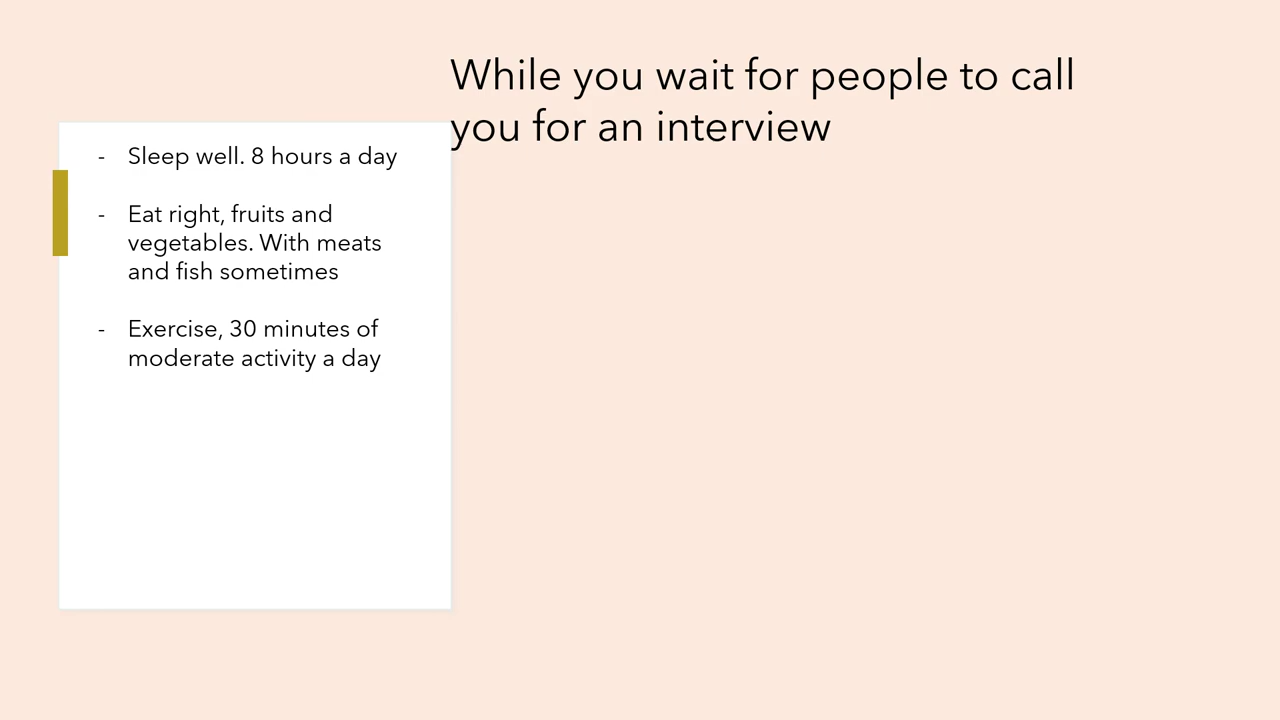 While you wait for people to call
you for an interview
- Sleep well. 8 hours a day
- Eat right, fruits and
vegetables. With meats
and fish sometimes
- Exercise, 30 minutes of
moderate activity a day